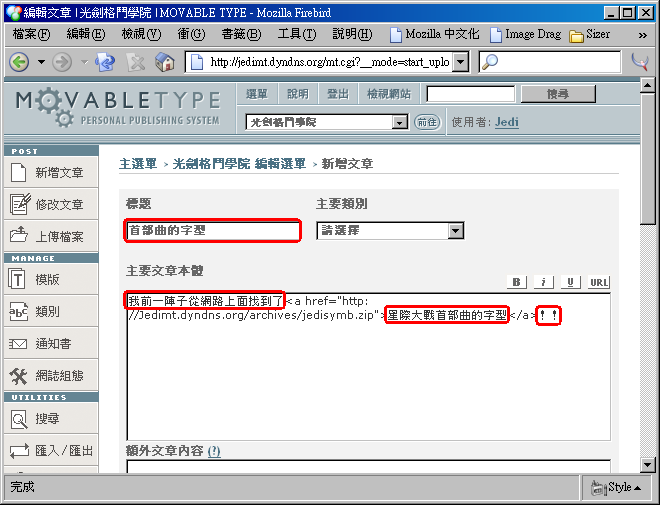 編輯文章 | 光劍格鬥學院 | MOVABLE TYPE - Mozilla Firebird
檔案(F) 編輯(E) 檢視(V) 衝(G) 書籤(B) 工具(T) 說明(H) Mozilla 中文化 Image Drag Sizer
http://jedimt.dyndns.org/mt.cgi?__mode=start_uplo
MOVABLETYPE
PERSONAL PUBLISHING SYSTEM
選單 說明 登出 檢視網站 搜尋
光劍格鬥學院 前往 使用者: Jedi
POST
新增文章
修改文章
上傳檔案
MANAGE
模版
類別
通知書
網誌組態
UTILITIES
搜尋
匯入/匯出
主選單 > 光劍格鬥學院 編輯選單 > 新增文章
標題 主要類別
首部曲的字型 請選擇
主要文章本體 B i U URL
我前一陣子從網路上面找到了<a href="http:
//Jedimt.dyndns.org/archives/jedisymb.zip">星際大戰首部曲的字型</a>！！
額外文章內容 (?)
完成 Style